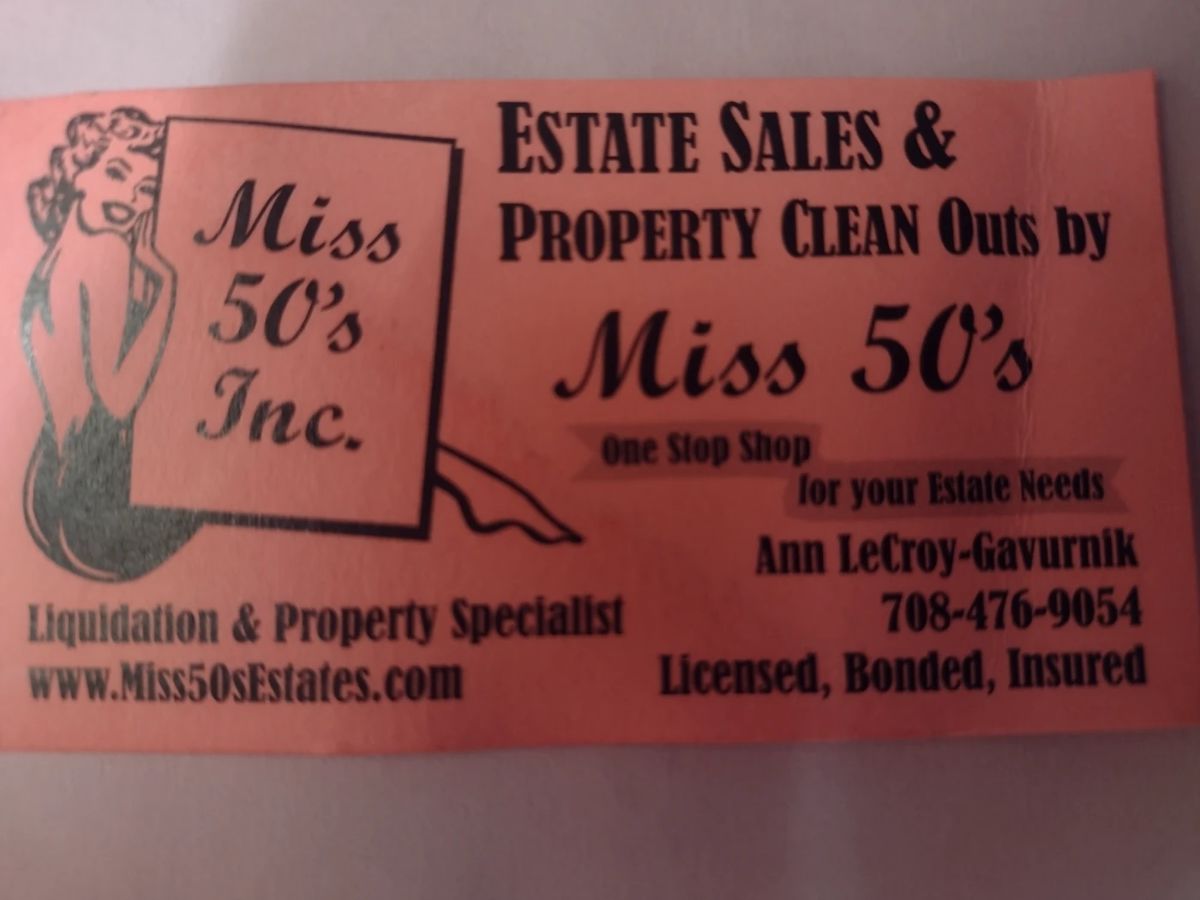 Miss
50's
Inc.
ESTATE SALES &
PROPERTY CLEAN Outs by
Miss 50's
One Stop Shop
for your Estate Needs
Ann LeCroy-Gavurnik
708-476-9054
Licensed, Bonded, Insured
Liquidation & Property Specialist
www.Miss50sEstates.com